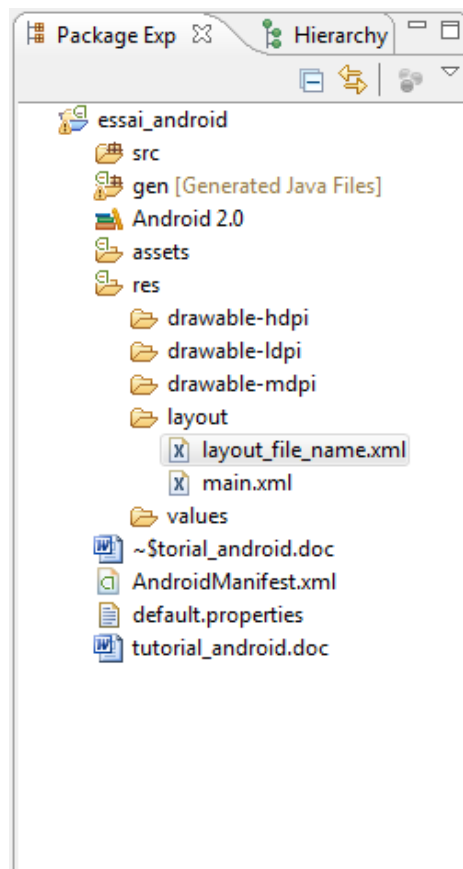 Package Exp Hierarchy
essai_android
src
gen [Generated Java Files]
Android 2.0
assets
res
drawable-hdpi
drawable-ldpi
drawable-mdpi
layout
layout_file_name.xml
main.xml
values
~$torial_android.doc
AndroidManifest.xml
default.properties
tutorial_android.doc